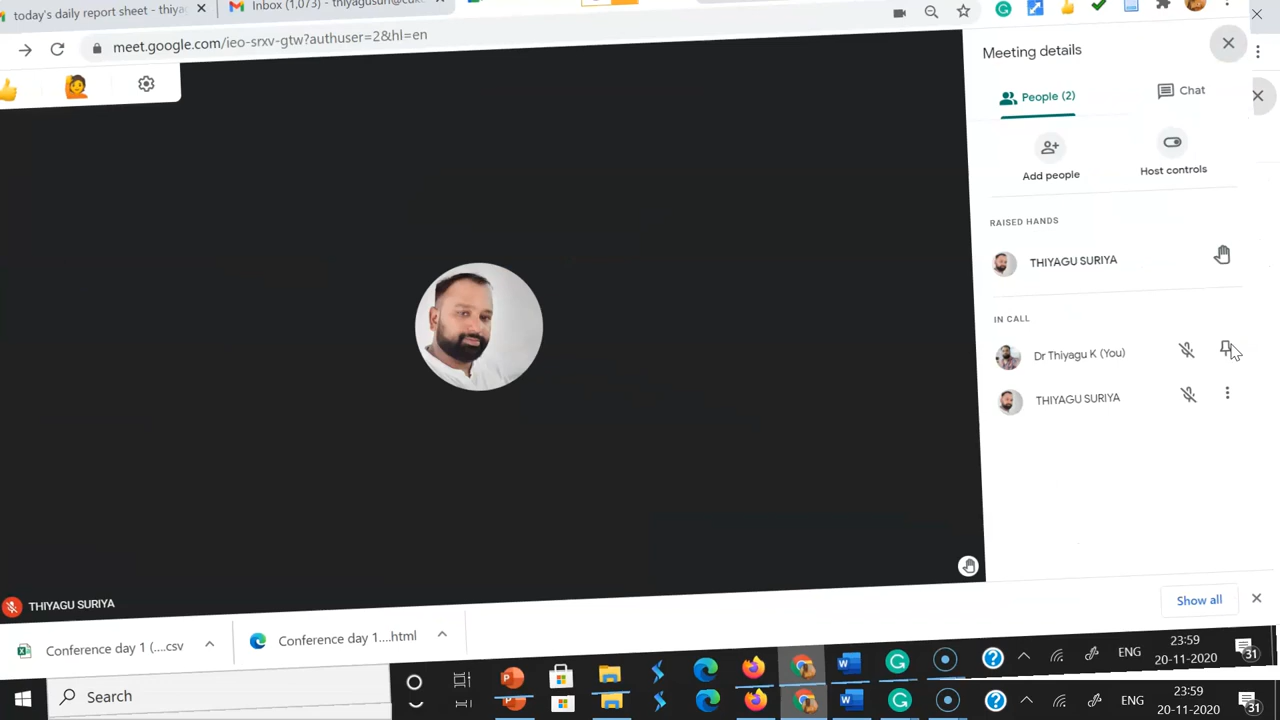 today's daily report sheet - thiya
Inbox (1,073) - thiyagusuri@cuk
meet.google.com/ieo-srxv-gtw?authuser=2&hl=en
Meeting details
People (2)
Chat
Add people
Host controls
RAISED HANDS
THIYAGU SURIYA
IN CALL
Dr Thiyagu K (You)
THIYAGU SURIYA
THIYAGU SURIYA
Show all
Conference day 1 (....csv
Conference day 1....html
Search
ENG
23:59
20-11-2020
31
ENG
23:59
20-11-2020
31